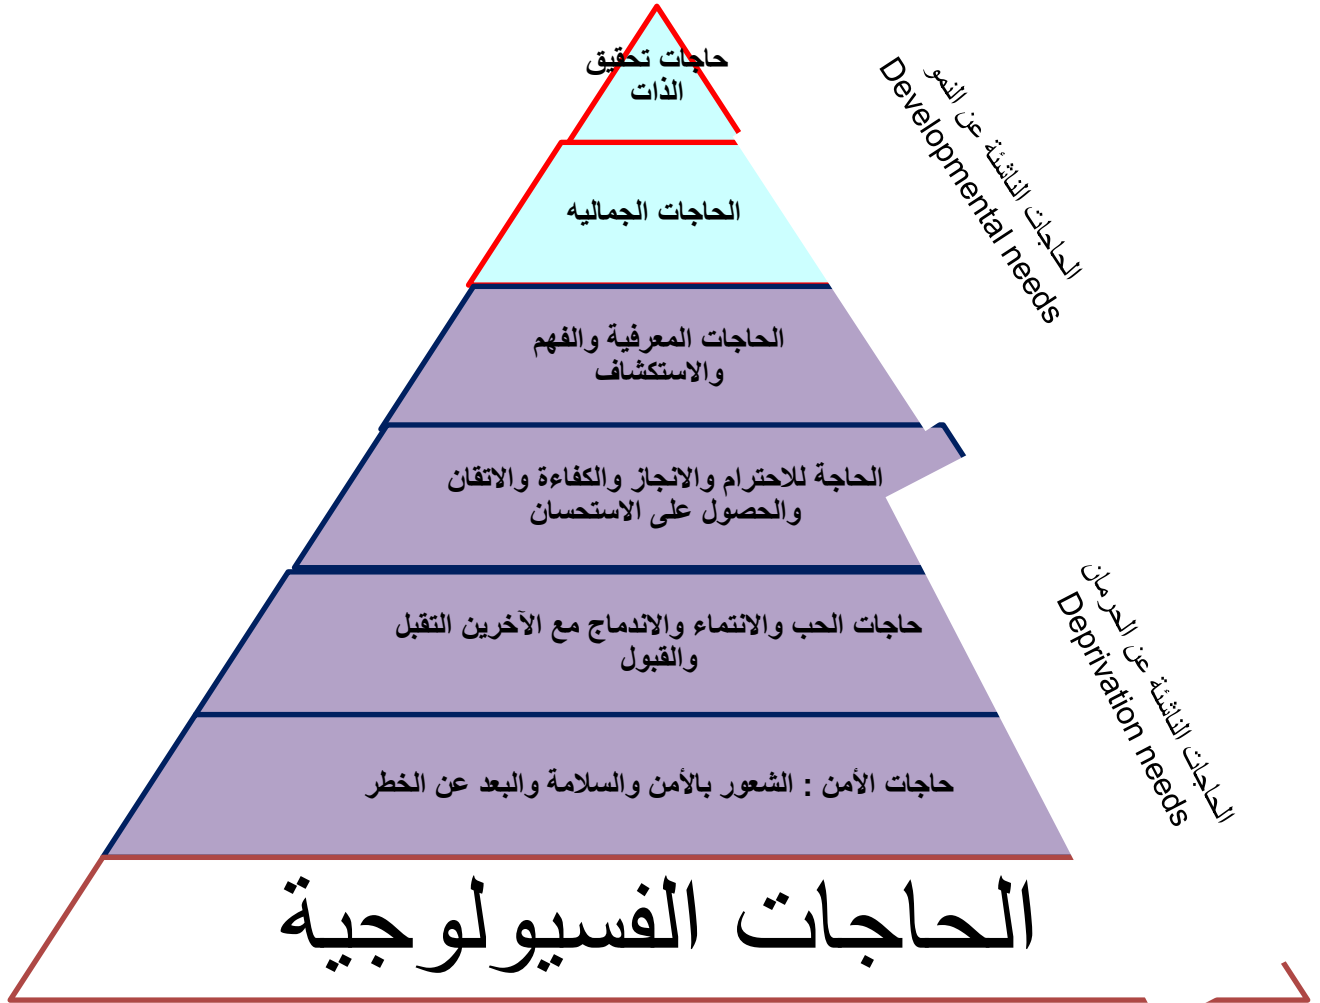 حاجات تحقيق
الذات
الحاجات الجماليه
الحاجات المعرفية والفهم
والاستكشاف
الحاجة للاحترام والانجاز والكفاءة والاتقان
والحصول على الاستحسان
حاجات الحب والانتماء والاندماج مع الآخرين التقبل
والقبول
حاجات الأمن : الشعور بالأمن والسلامة والبعد عن الخطر
الحاجات الفسيولوجية
الحاجات الناشئة عن النمو
Developmental needs
الحاجات الناشئة عن الحرمان
Deprivation needs